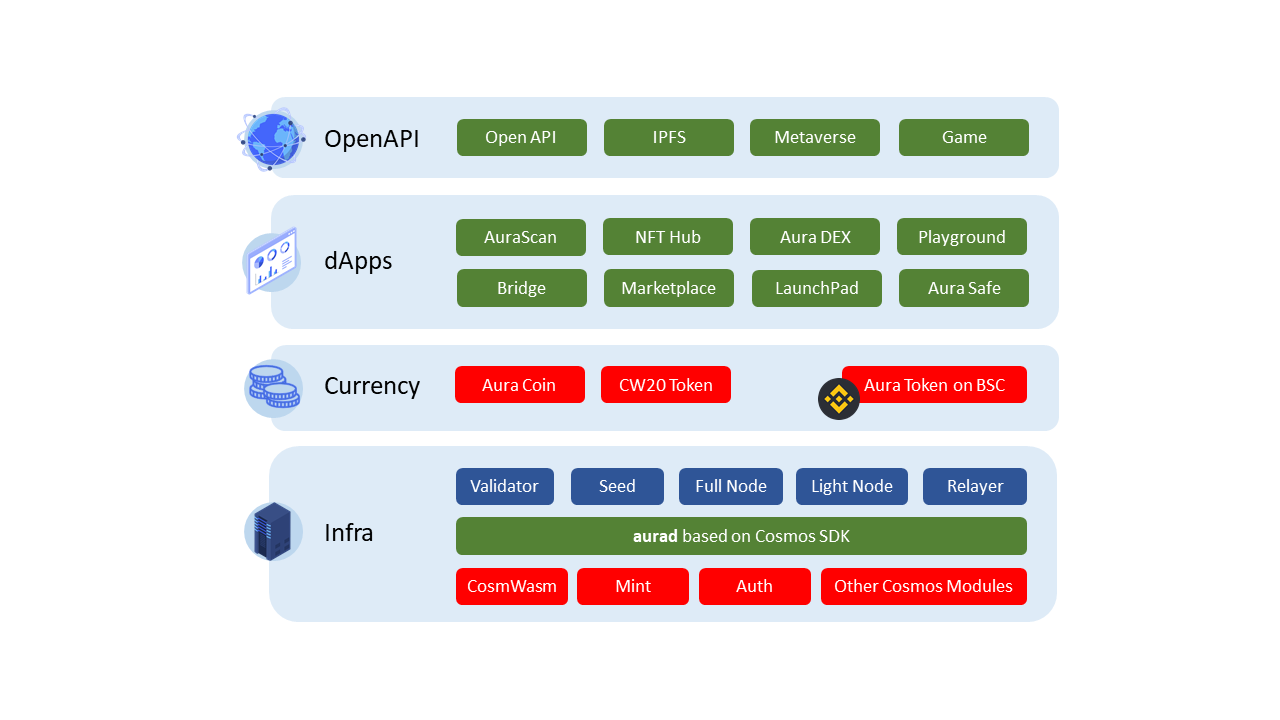 OpenAPI
Open API
IPFS
Metaverse
Game
dApps
AuraScan
NFT Hub
Aura DEX
Playground
Bridge
Marketplace
LaunchPad
Aura Safe
Currency
Aura Coin
CW20 Token
Aura Token on BSC
Infra
Validator
Seed
Full Node
Light Node
Relayer
aurad based on Cosmos SDK
CosmWasm
Mint
Auth
Other Cosmos Modules